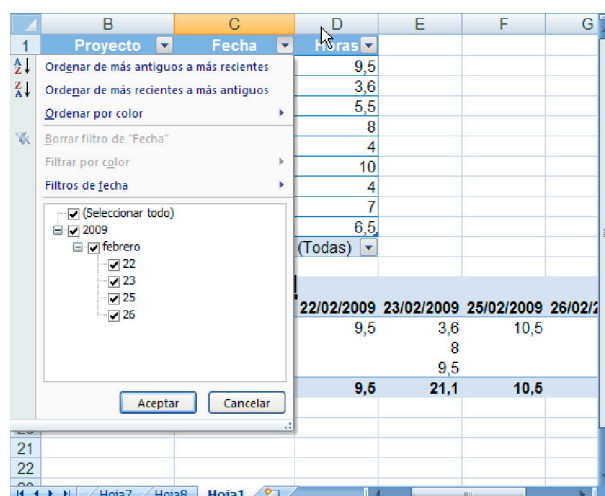 B C D E F G
1 Proyecto Fecha Horas
Ordenar de más antiguos a más recientes 9,5
Ordenar de más recientes a más antiguos 3,6
Ordenar por color 5,5
8
Borrar filtro de "Fecha" 4
Filtrar por color 10
Filtros de fecha 4
7
(Seleccionar todo) 6,5
2009 (Todas)
febrero
22
23
25
26
22/02/2009 23/02/2009 25/02/2009 26/02/2
9,5 3,6 10,5
8
9,5
9,5 21,1 10,5
Aceptar Cancelar
21
22
Hoja7 Hoja8 Hoja1